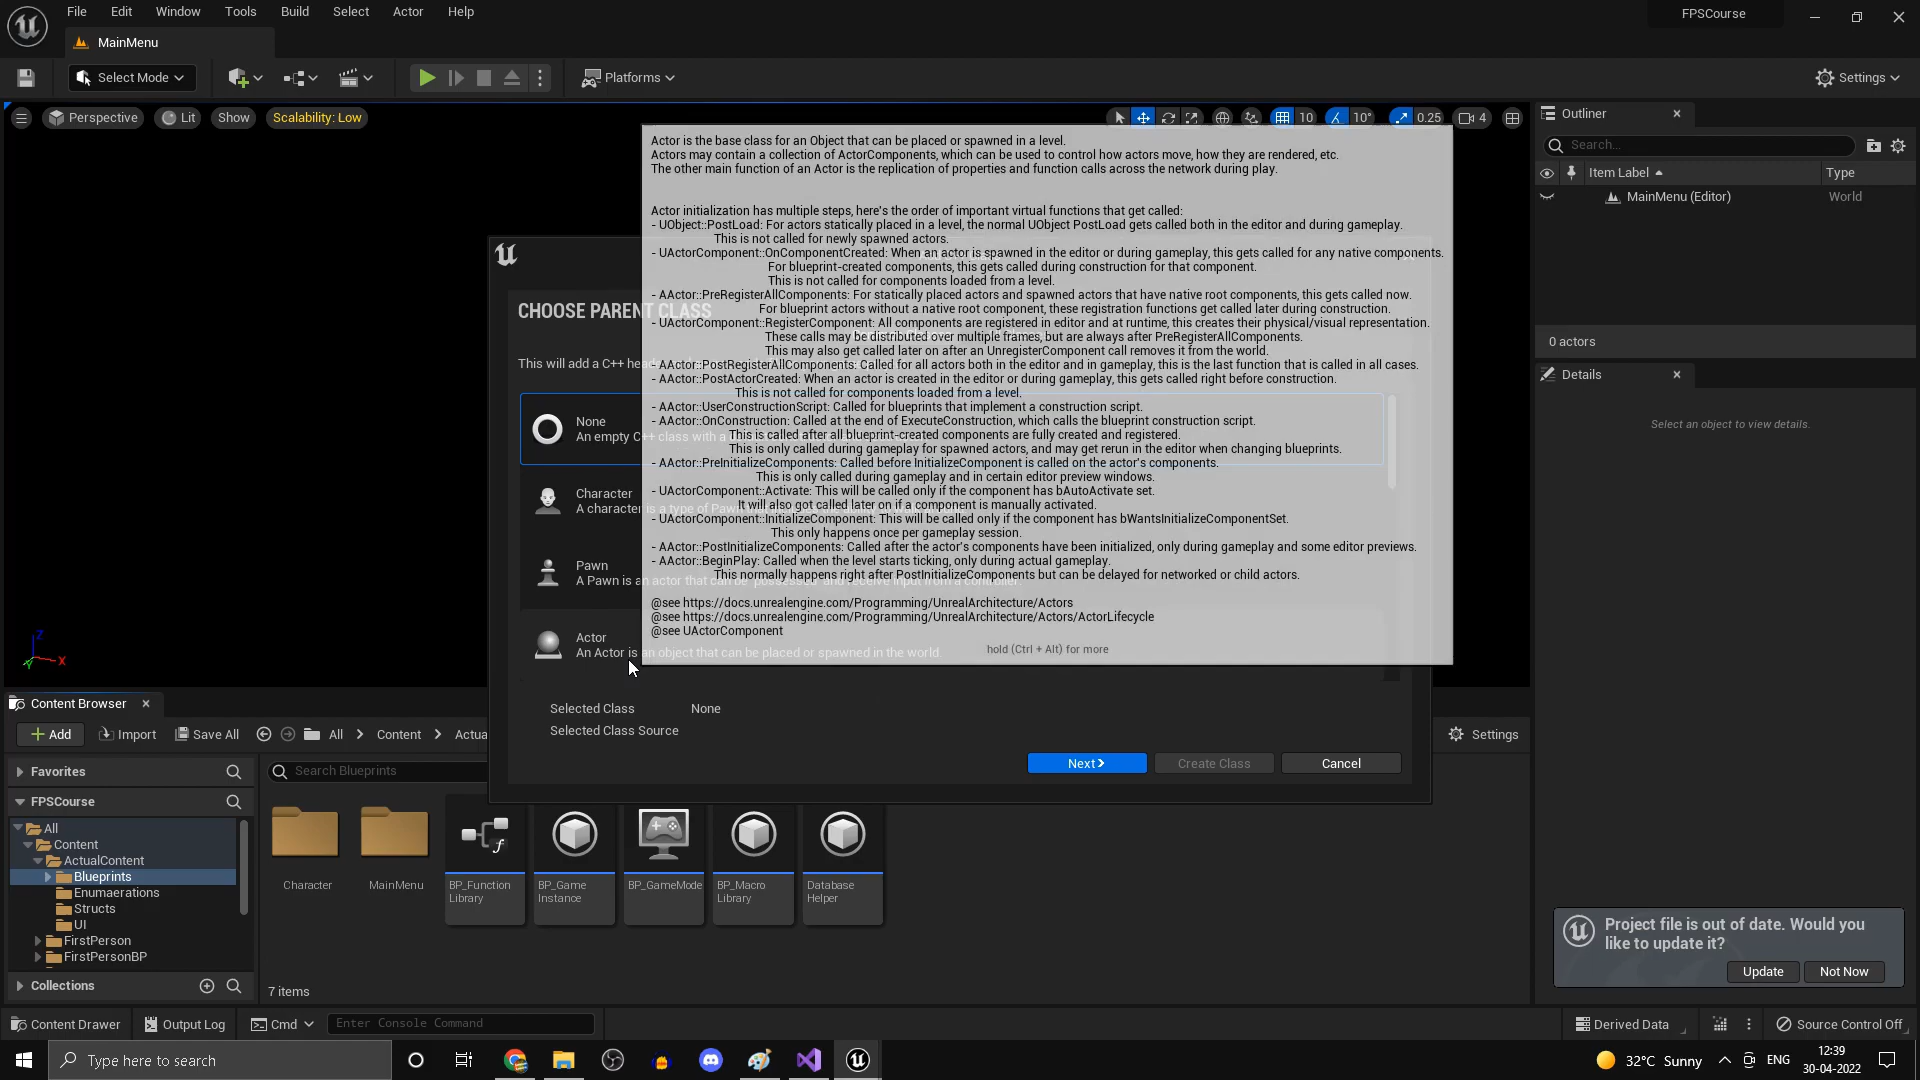 File Edit Window Tools Build Select Actor Help
FPSCourse
MainMenu
Select Mode
Platforms
Settings
Perspective Lit Show Scalability: Low
10 10° 0.25 4
Outliner
Search...
Item Label Type
MainMenu (Editor) World
0 actors
Details
Select an object to view details.
Actor is the base class for an Object that can be placed or spawned in a level.
Actors may contain a collection of ActorComponents, which can be used to control how actors move, how they are rendered, etc.
The other main function of an Actor is the replication of properties and function calls across the network during play.
Actor initialization has multiple steps, here's the order of important virtual functions that get called:
- UObject::PostLoad: For actors statically placed in a level, the normal UObject PostLoad gets called both in the editor and during gameplay.
This is not called for newly spawned actors.
- UActorComponent::OnComponentCreated: When an actor is spawned in the editor or during gameplay, this gets called for any native components.
For blueprint-created components, this gets called during construction for that component.
This is not called for components loaded from a level.
- AActor::PreRegisterAllComponents: For statically placed actors and spawned actors that have native root components, this gets called now.
For blueprint actors without a native root component, these registration functions get called later during construction.
- UActorComponent::RegisterComponent: All components are registered in editor and at runtime, this creates their physical/visual representation.
These calls may be distributed over multiple frames, but are always after PreRegisterAllComponents.
This may also get called later on after an UnregisterComponent call removes it from the world.
- AActor::PostRegisterAllComponents: Called for all actors both in the editor and in gameplay, this is the last function that is called in all cases.
- AActor::PostActorCreated: When an actor is created in the editor or during gameplay, this gets called right before construction.
This is not called for components loaded from a level.
- AActor::UserConstructionScript: Called for blueprints that implement a construction script.
- AActor::OnConstruction: Called at the end of ExecuteConstruction, which calls the blueprint construction script.
This is called after all blueprint-created components are fully created and registered.
This is only called during gameplay for spawned actors, and may get rerun in the editor when changing blueprints.
- AActor::PreInitializeComponents: Called before InitializeComponent is called on the actor's components.
This is only called during gameplay and in certain editor preview windows.
- UActorComponent::Activate: This will be called only if the component has bAutoActivate set.
It will also got called later on if a component is manually activated.
- UActorComponent::InitializeComponent: This will be called only if the component has bWantsInitializeComponentSet.
This only happens once per gameplay session.
- AActor::PostInitializeComponents: Called after the actor's components have been initialized, only during gameplay and some editor previews.
- AActor::BeginPlay: Called when the level starts ticking, only during actual gameplay.
This normally happens right after PostInitializeComponents but can be delayed for networked or child actors.
@see https://docs.unrealengine.com/Programming/UnrealArchitecture/Actors
@see https://docs.unrealengine.com/Programming/UnrealArchitecture/Actors/ActorLifecycle
@see UActorComponent
hold (Ctrl + Alt) for more
CHOOSE PARENT CLASS
This will add a C++ hea
None
An empty C++ class with a
Character
A character is a type of Pawn
Pawn
A Pawn is an actor that can be 'possessed' and receive input from a controller.
Actor
An Actor is an object that can be placed or spawned in the world.
Selected Class None
Selected Class Source
Next Create Class Cancel
X Y Z
Content Browser
Add Import Save All All Content Actua
Settings
Favorites
Search Blueprints
FPSCourse
All
Content
ActualContent
Blueprints
Enumaerations
Structs
UI
FirstPerson
FirstPersonBP
Collections
Character
MainMenu
BP_Function
Library
BP_Game
Instance
BP_GameMode
BP_Macro
Library
Database
Helper
7 items
Project file is out of date. Would you
like to update it?
Update Not Now
Content Drawer Output Log Cmd Enter Console Command
Derived Data Source Control Off
Type here to search
32°C Sunny ENG
12:39
30-04-2022